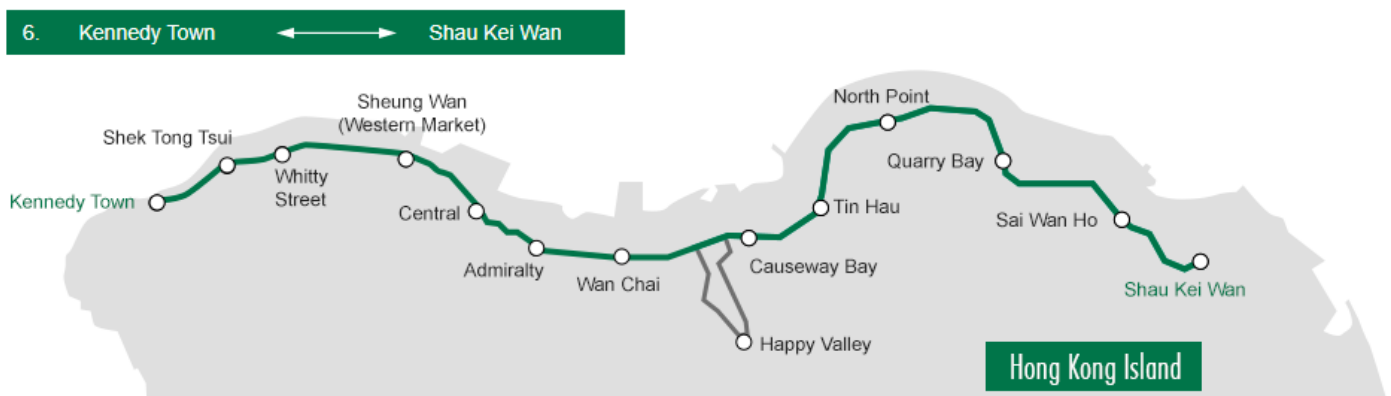 6. Kennedy Town Shau Kei Wan
North Point
Sheung Wan
(Western Market)
Shek Tong Tsui
Quarry Bay
Whitty
Street
Kennedy Town
Tin Hau
Central
Sai Wan Ho
Admiralty
Causeway Bay
Wan Chai
Shau Kei Wan
Happy Valley
Hong Kong Island